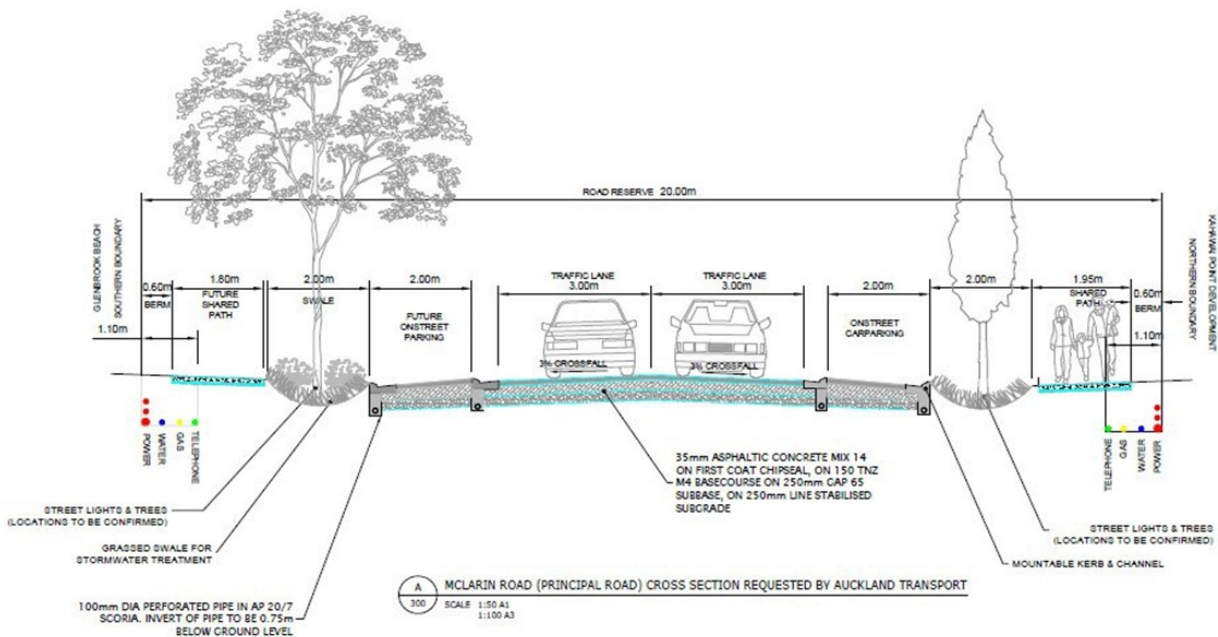 ROAD RESERVE 20.00m
GLENBROOK BEACH
SOUTHERN BOUNDARY
KAHAWAI POINT DEVELOPMENT
NORTHERN BOUNDARY
0.60m
BERM
1.10m
1.80m
FUTURE
SHARED
PATH
2.00m
SWALE
2.00m
FUTURE
ONSTREET
PARKING
TRAFFIC LANE
3.00m
TRAFFIC LANE
3.00m
2.00m
ONSTREET
CARPARKING
2.00m
1.95m
SHARED
PATH
0.60m
BERM
1.10m
3% CROSSFALL
3% CROSSFALL
POWER
WATER
GAS
TELEPHONE
TELEPHONE
GAS
WATER
POWER
35mm ASPHALTIC CONCRETE MIX 14
ON FIRST COAT CHIPSEAL, ON 150 TNZ
M4 BASECOURSE ON 250mm GAP 65
SUBBASE, ON 250mm LINE STABILISED
SUBGRADE
STREET LIGHTS & TREES
(LOCATIONS TO BE CONFIRMED)
GRASSED SWALE FOR
STORMWATER TREATMENT
100mm DIA PERFORATED PIPE IN AP 20/7
SCORIA. INVERT OF PIPE TO BE 0.75m
BELOW GROUND LEVEL
STREET LIGHTS & TREES
(LOCATIONS TO BE CONFIRMED)
MOUNTABLE KERB & CHANNEL
A
300
MCLARIN ROAD (PRINCIPAL ROAD) CROSS SECTION REQUESTED BY AUCKLAND TRANSPORT
SCALE 1:50 A1
1:100 A3